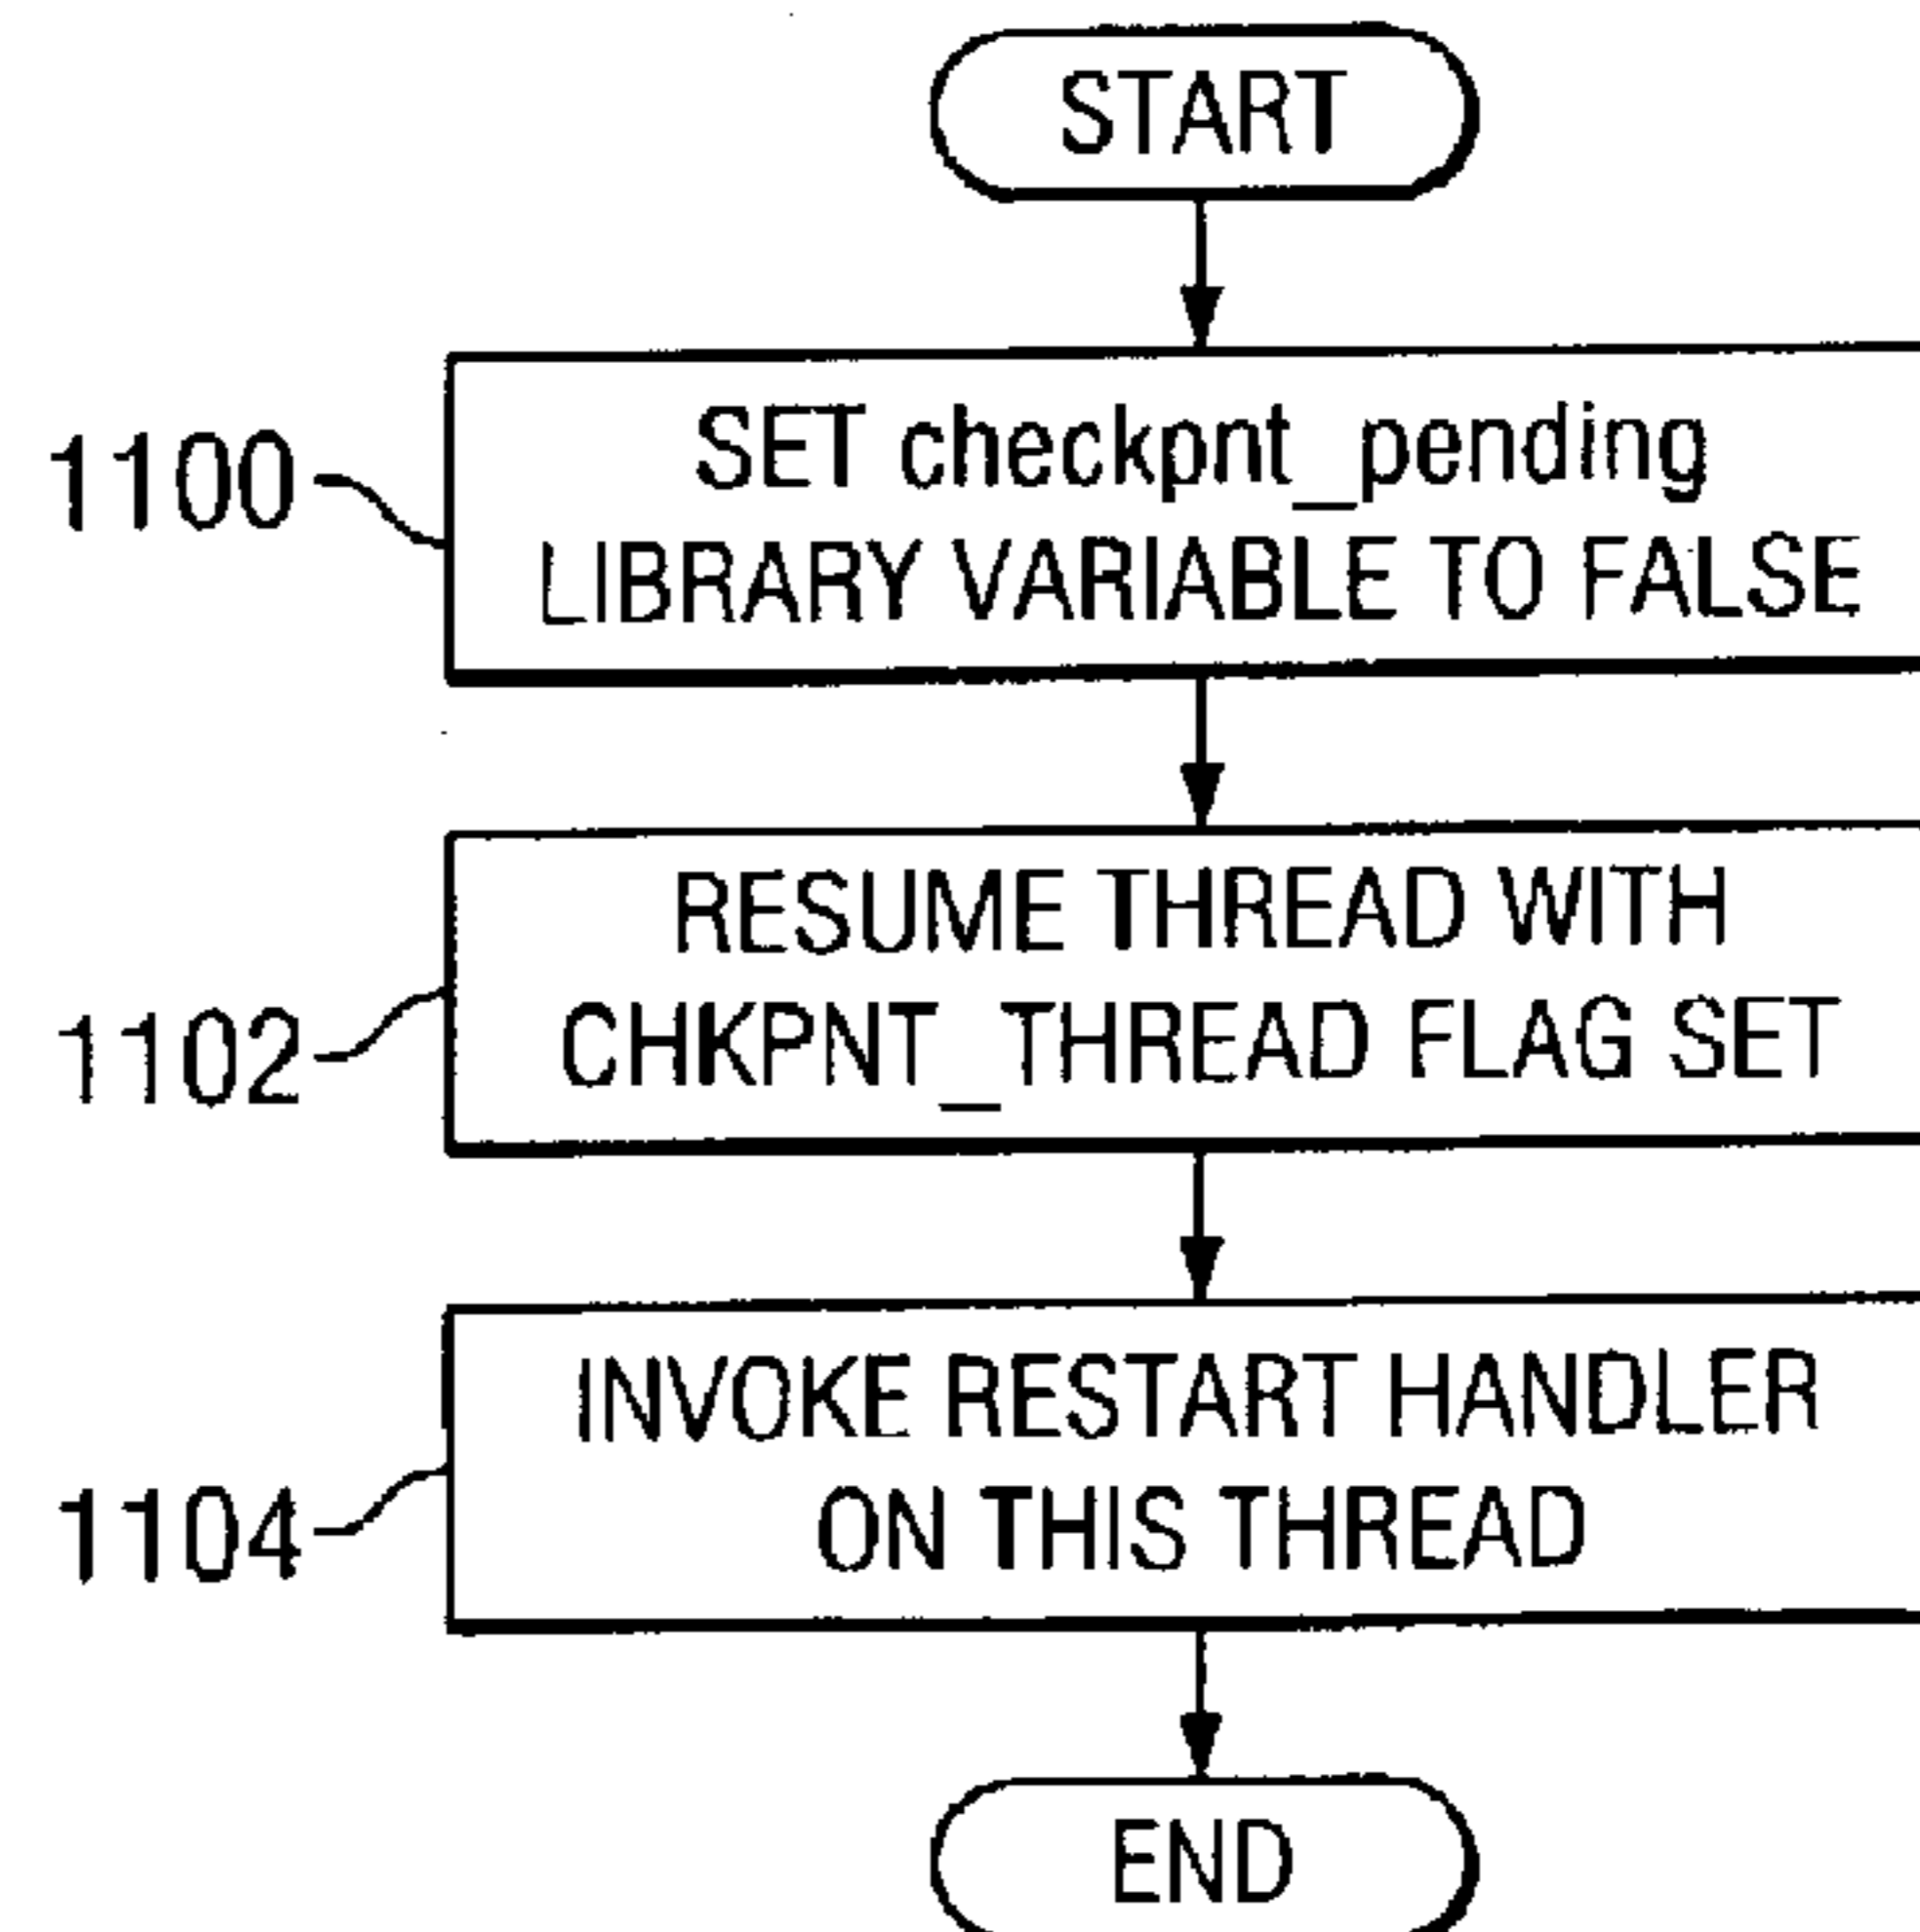 START
1100
SET checkpnt_pending
LIBRARY VARIABLE TO FALSE
1102
RESUME THREAD WITH
CHKPNT_THREAD FLAG SET
1104
INVOKE RESTART HANDLER
ON THIS THREAD
END